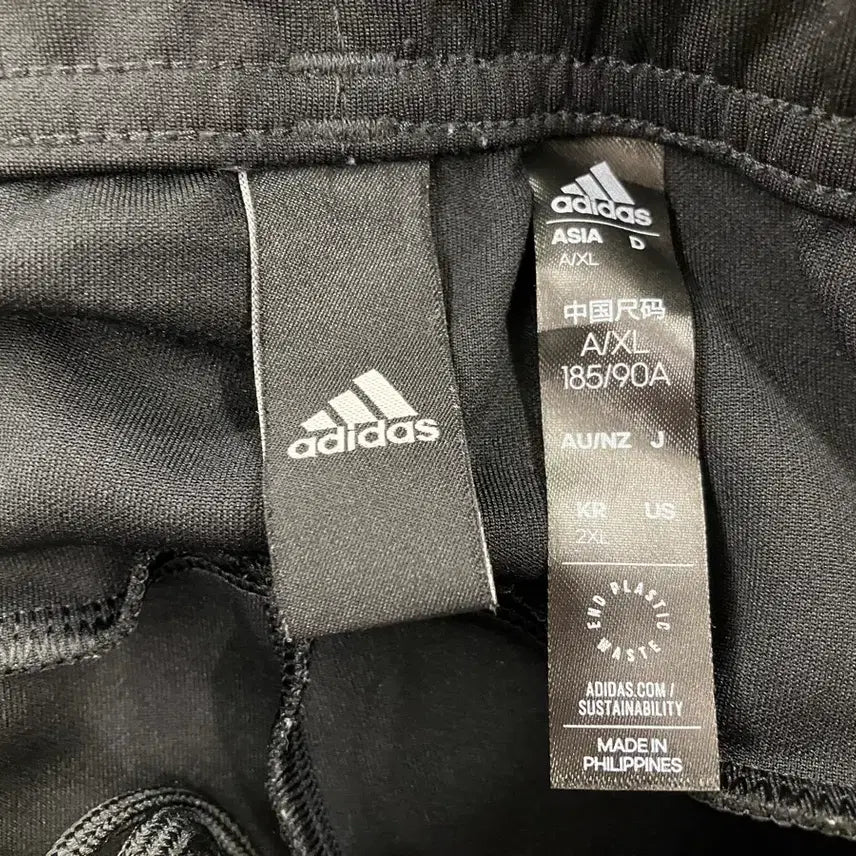 adidas
adidas
ASIA D
A/XL
中国尺码
A/XL
185/90A
AU/NZ J
KR US
2XL
END PLASTIC WASTE
ADIDAS.COM /
SUSTAINABILITY
MADE IN
PHILIPPINES